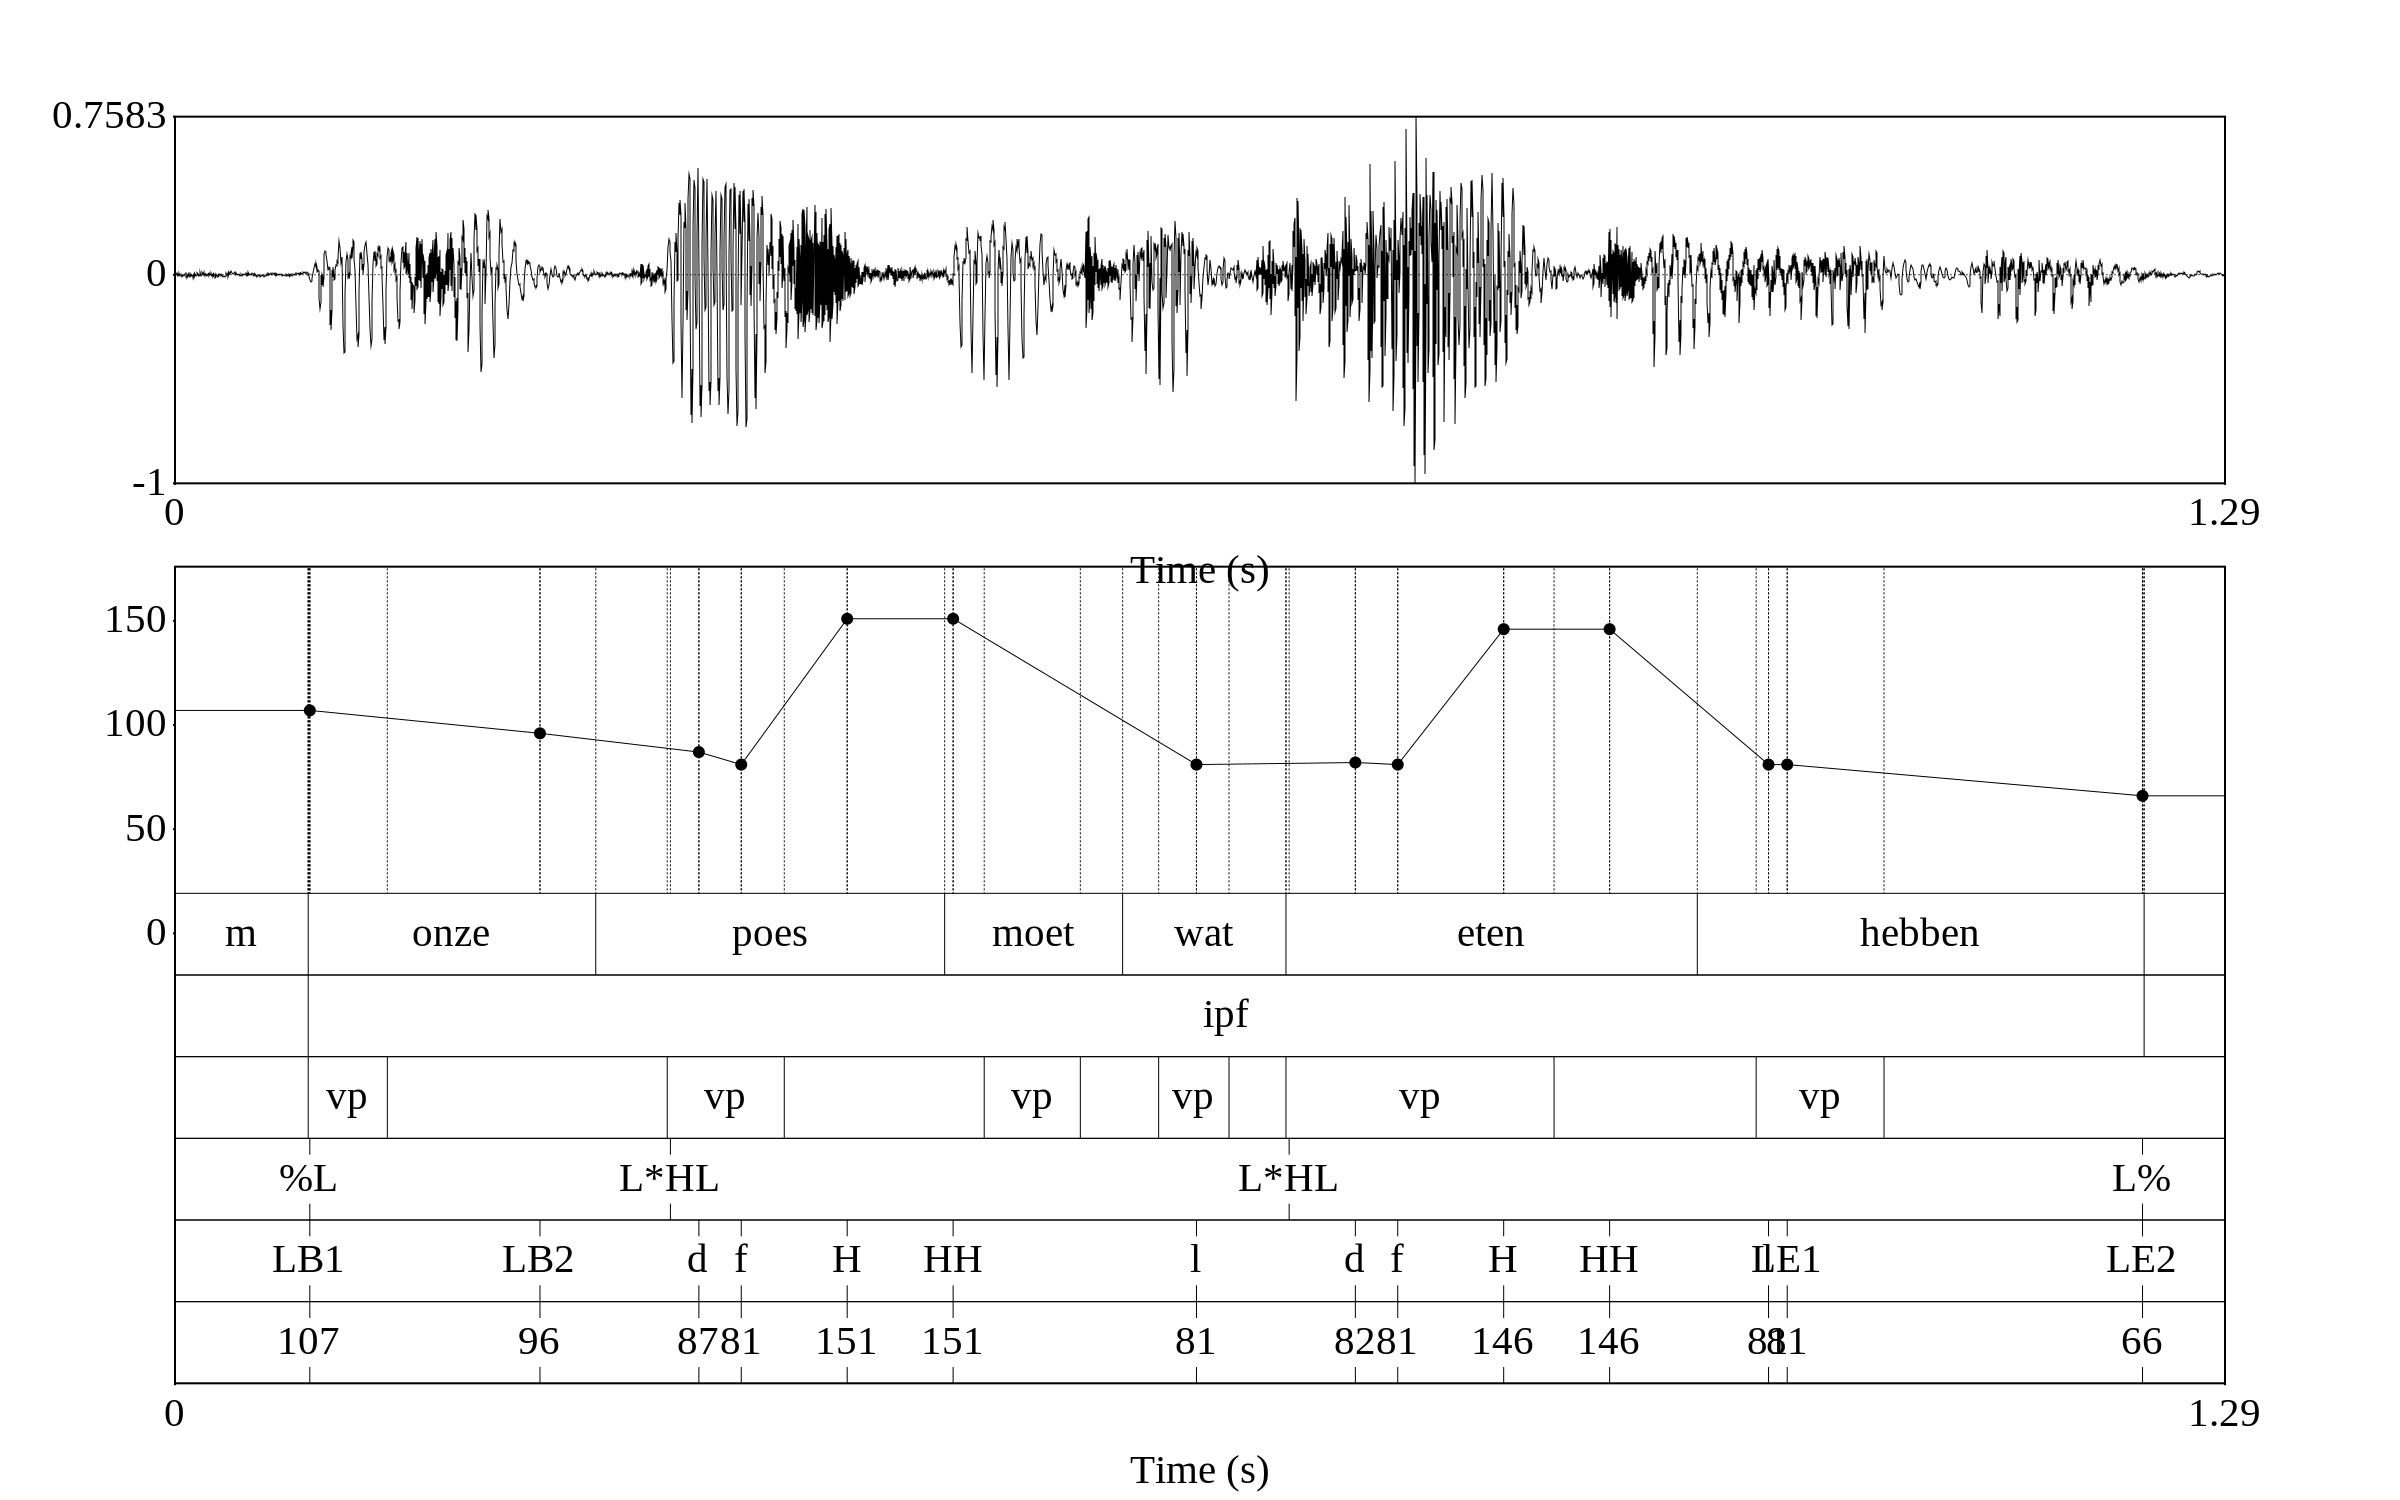 0.7583
0
-1
0 1.29
Time (s)
150
100
50
0
m onze poes moet wat eten hebben
ipf
vp vp vp vp vp vp
%L L*HL L*HL L%
LB1 LB2 d f H HH l d f H HH l LE1 LE2
107 96 87 81 151 151 81 82 81 146 146 81 81 66
0 1.29
Time (s)